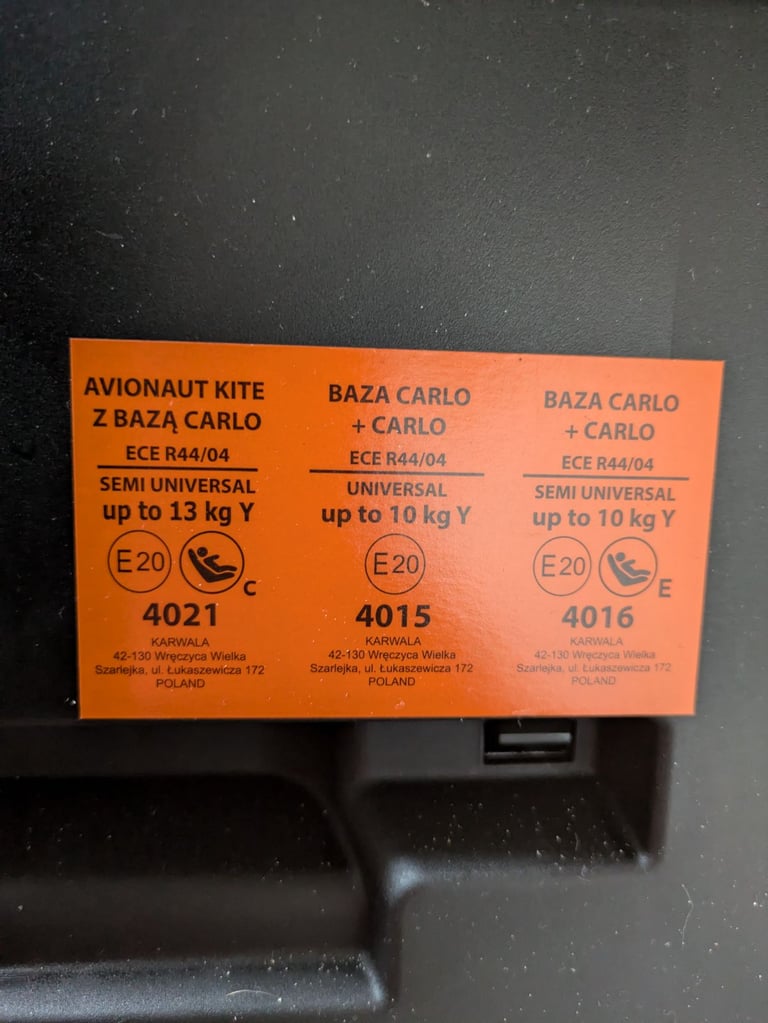 AVIONAUT KITE
Z BAZĄ CARLO
ECE R44/04
SEMI UNIVERSAL
up to 13 kg Y
E 20
C
4021
KARWALA
42-130 Wręczyca Wielka
Szarlejka, ul. Łukaszewicza 172
POLAND
BAZA CARLO
+ CARLO
ECE R44/04
UNIVERSAL
up to 10 kg Y
E 20
4015
KARWALA
42-130 Wręczyca Wielka
Szarlejka, ul. Łukaszewicza 172
POLAND
BAZA CARLO
+ CARLO
ECE R44/04
SEMI UNIVERSAL
up to 10 kg Y
E 20
E
4016
KARWALA
42-130 Wręczyca Wielka
Szarlejka, ul. Łukaszewicza 172
POLAND